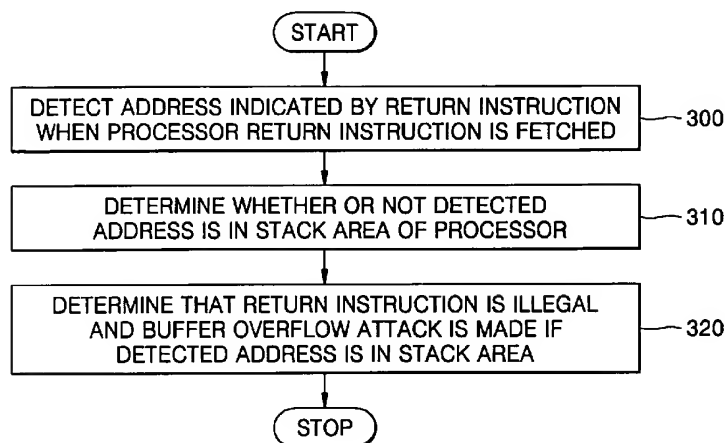 START
DETECT ADDRESS INDICATED BY RETURN INSTRUCTION
WHEN PROCESSOR RETURN INSTRUCTION IS FETCHED
300
DETERMINE WHETHER OR NOT DETECTED
ADDRESS IS IN STACK AREA OF PROCESSOR
310
DETERMINE THAT RETURN INSTRUCTION IS ILLEGAL
AND BUFFER OVERFLOW ATTACK IS MADE IF
DETECTED ADDRESS IS IN STACK AREA
320
STOP